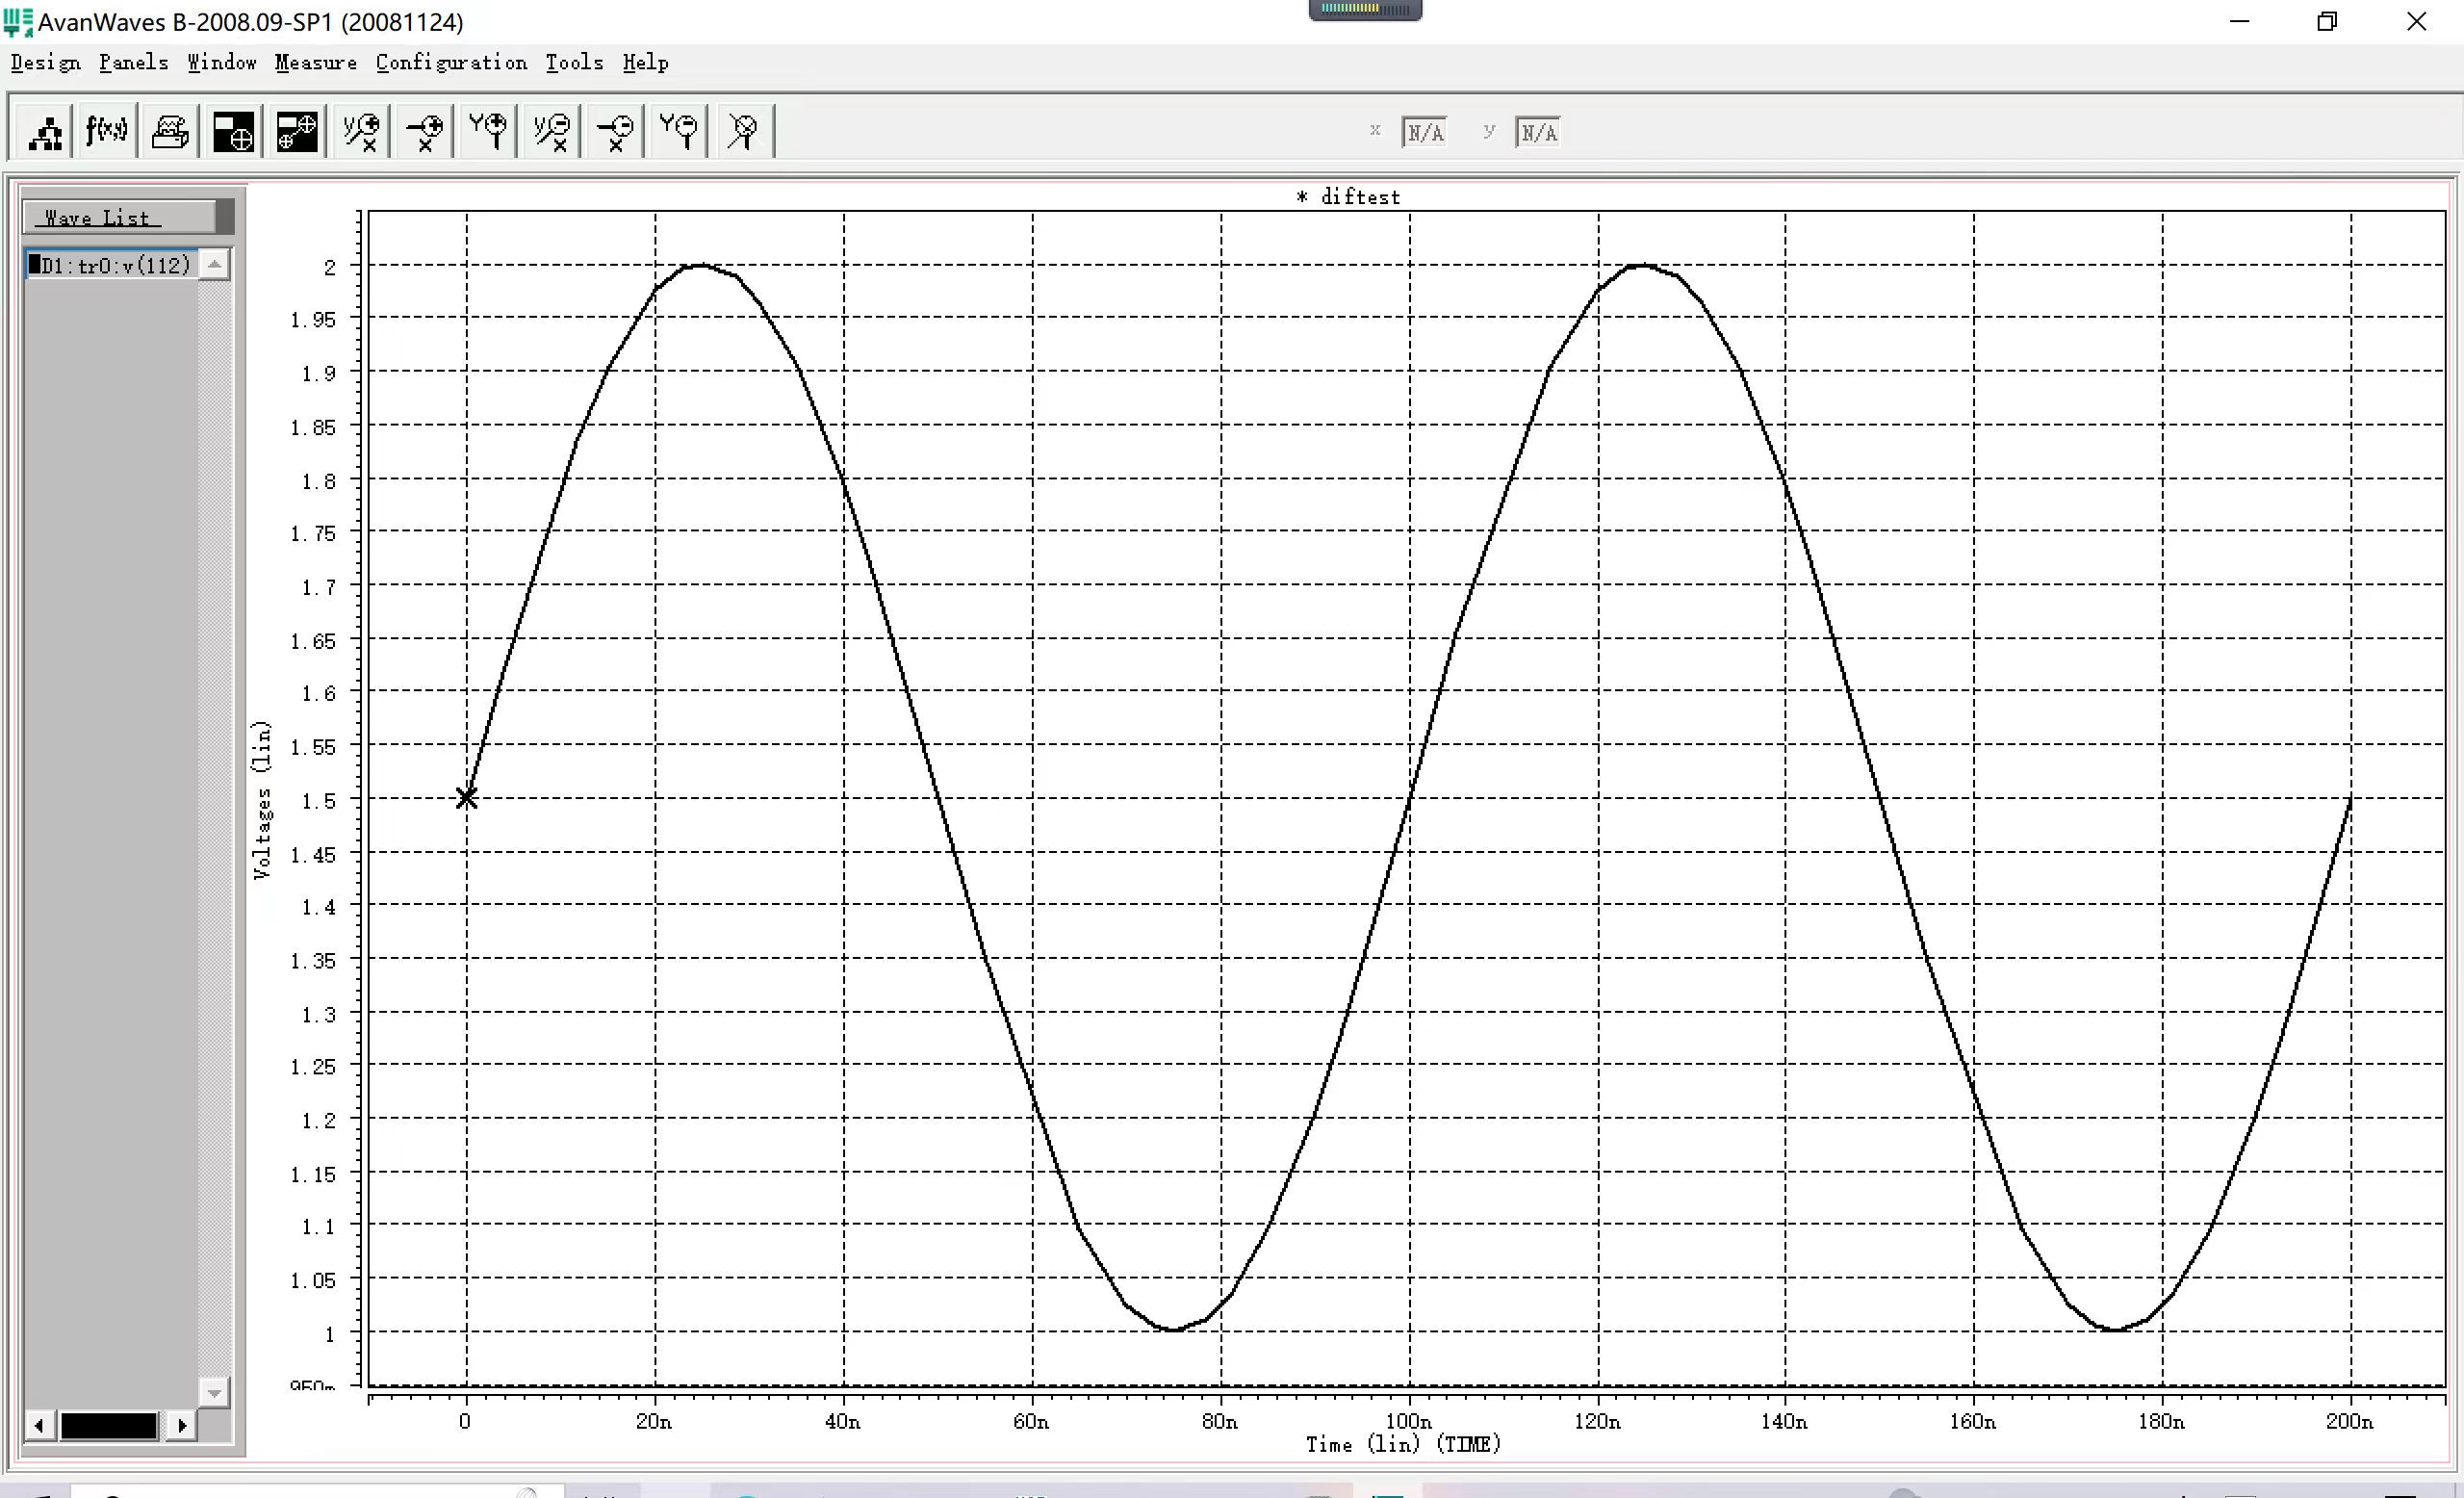 AvanWaves B-2008.09-SP1 (20081124)
Design Panels Window Measure Configuration Tools Help
f(x,y)
x N/A y N/A
* diftest
Wave List
D1:tr0:v(112)
Voltages (lin)
2
1.95
1.9
1.85
1.8
1.75
1.7
1.65
1.6
1.55
1.5
1.45
1.4
1.35
1.3
1.25
1.2
1.15
1.1
1.05
1
950m
0 20n 40n 60n 80n 100n 120n 140n 160n 180n 200n
Time (lin) (TIME)